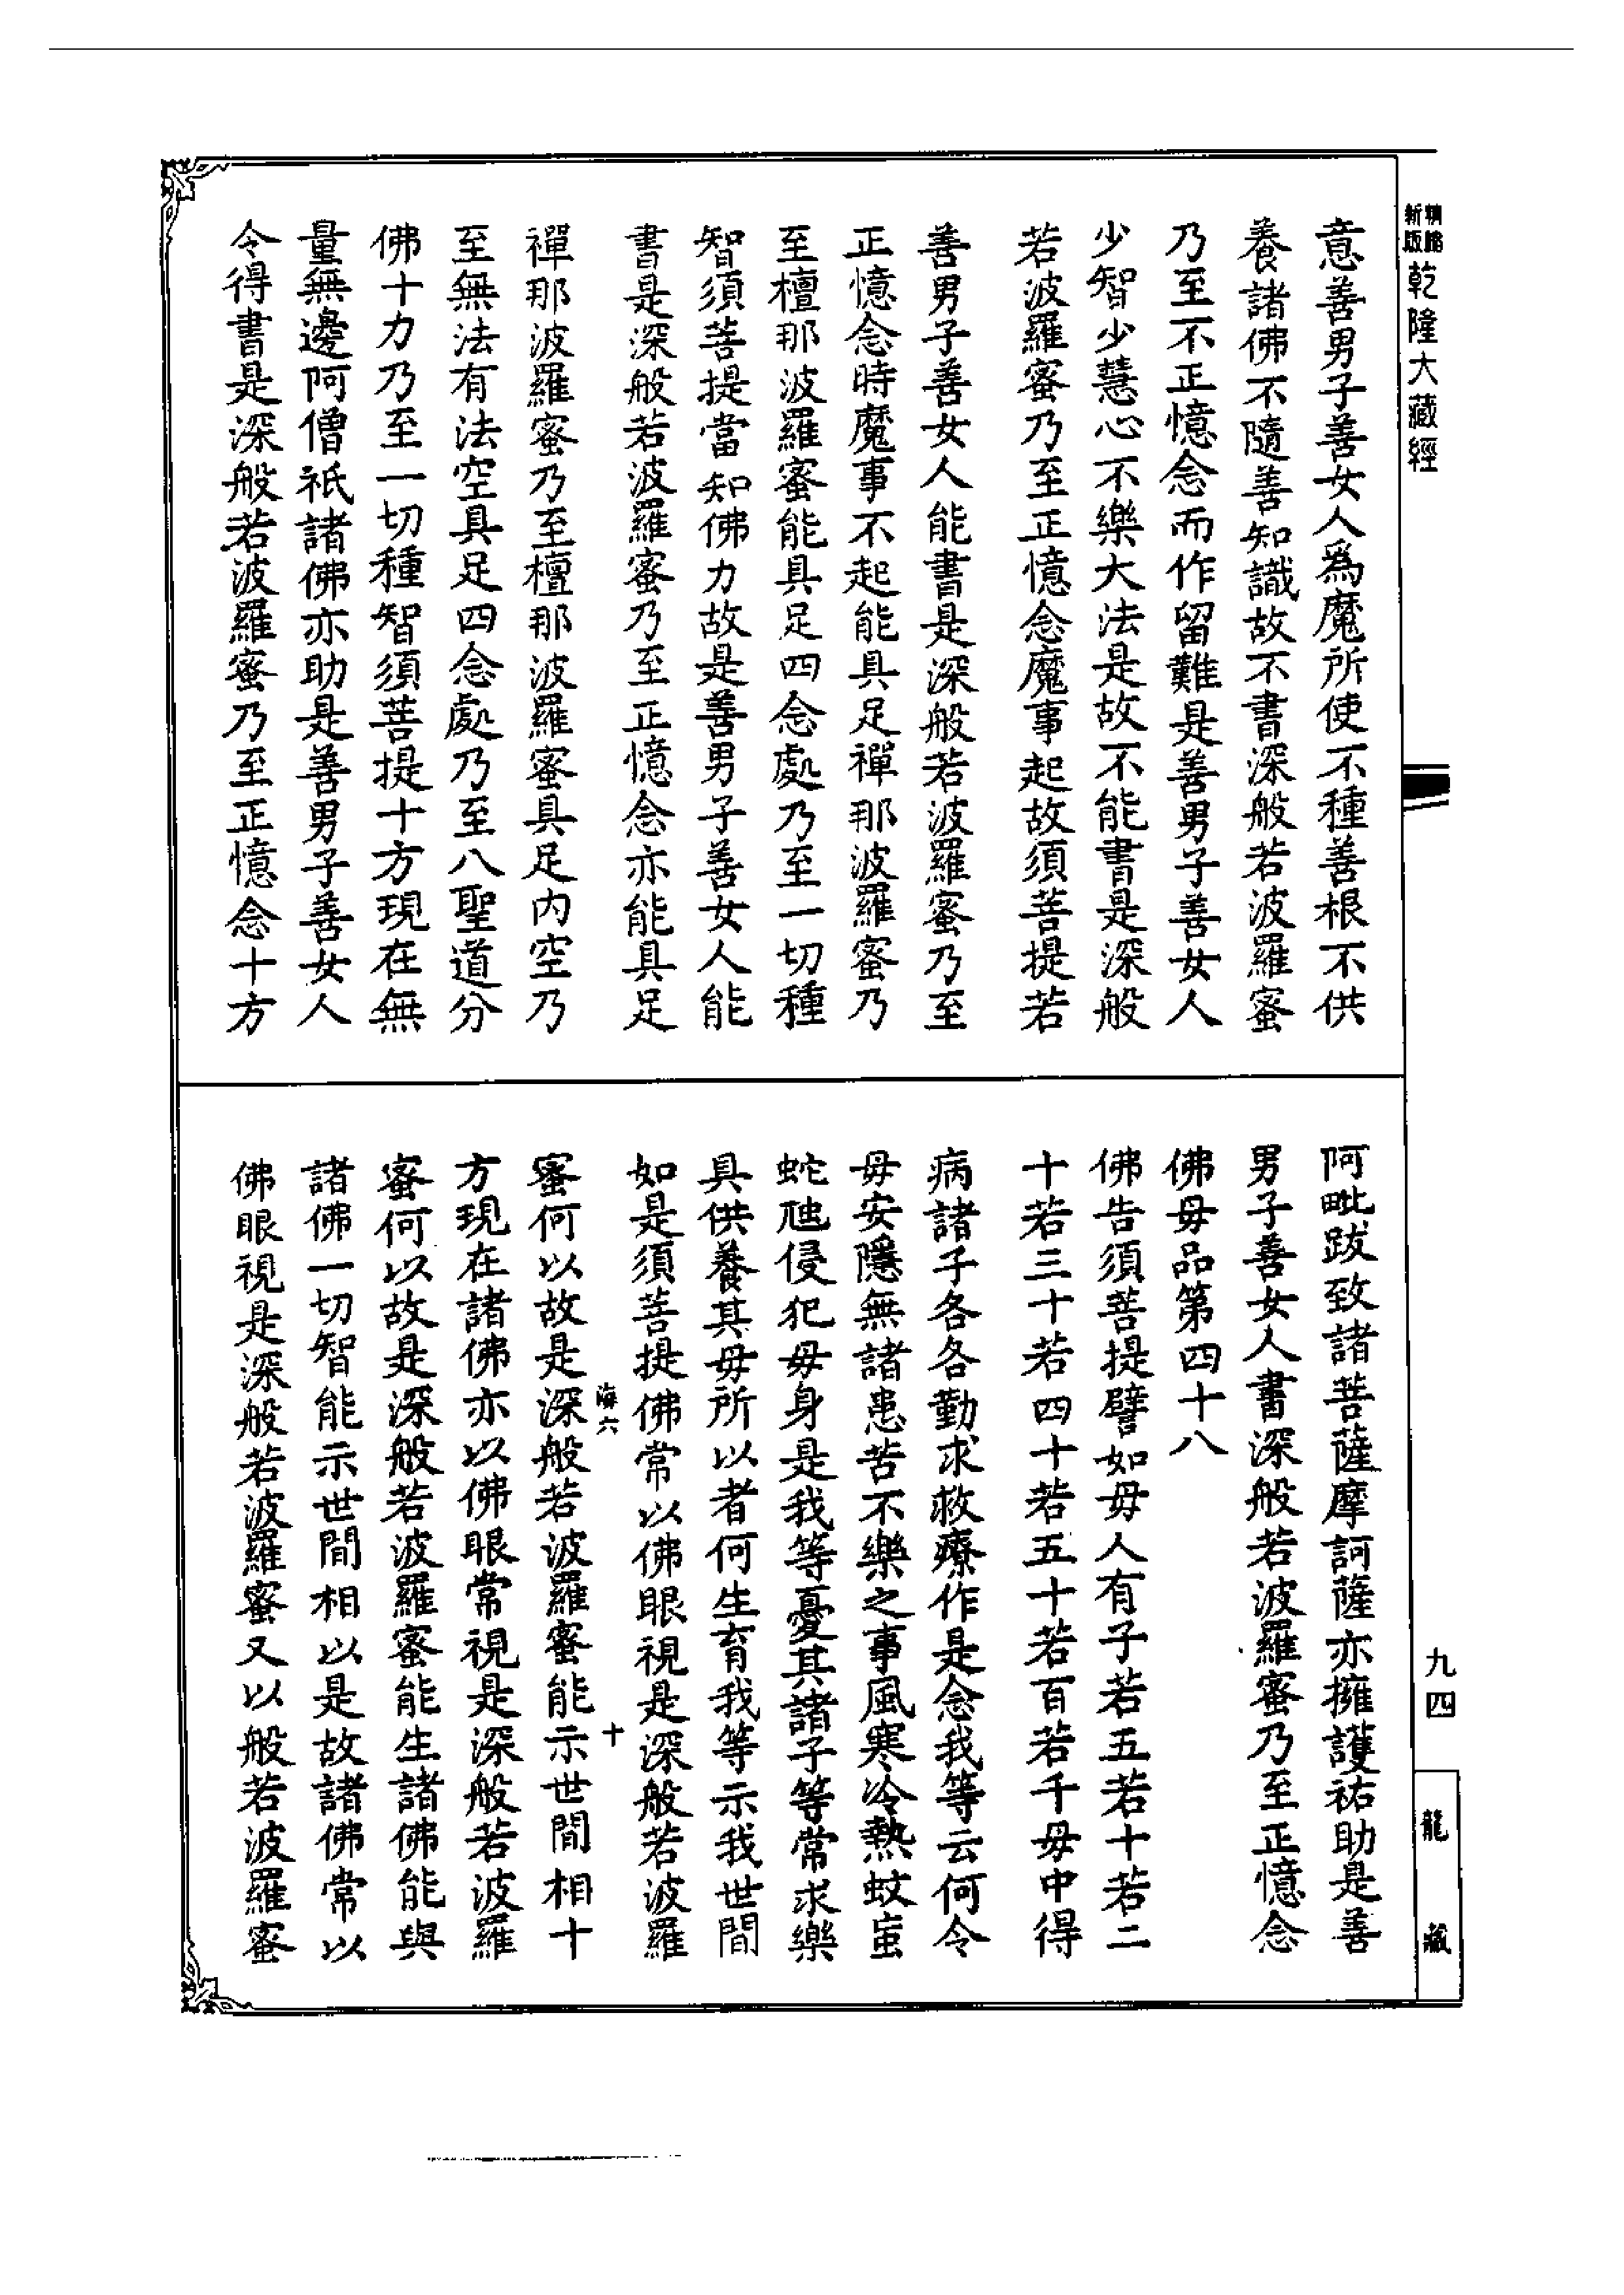 新版
精縮
乾隆大藏經
意善男子善女人爲魔所使不種善根不供
養諸佛不隨善知識故不書深般若波羅蜜
乃至不正憶念而作留難是善男子善女人
少智少慧心不樂大法是故不能書是深般
若波羅蜜乃至正憶念魔事起故須菩提若
善男子善女人能書是深般若波羅蜜乃至
正憶念時魔事不起能具足禪那波羅蜜乃
至檀那波羅蜜能具足四念處乃至一切種
智須菩提當知佛力故是善男子善女人能
書是深般若波羅蜜乃至正憶念亦能具足
禪那波羅蜜乃至檀那波羅蜜具足內空乃
至無法有法空具足四念處乃至八聖道分
佛十力乃至一切種智須菩提十方現在無
量無邊阿僧祇諸佛亦助是善男子善女人
令得書是深般若波羅蜜乃至正憶念十方
阿毗跋致諸菩薩摩訶薩亦擁護祐助是善
男子善女人書深般若波羅蜜乃至正憶念
佛母品第四十八
佛告須菩提譬如母人有子若五若十若二
十若三十若四十若五十若百若千母中得
病諸子各各勤求救療作是念我等云何令
母安隱無諸患苦不樂之事風寒冷熱蚊虻
蛇虺侵犯母身是我等憂其諸子等常求樂
具供養其母所以者何生育我等示我世間
如是須菩提佛常以佛眼視是深般若波羅
海六
十
蜜何以故是深般若波羅蜜能示世間相十
方現在諸佛亦以佛眼常視是深般若波羅
蜜何以故是深般若波羅蜜能生諸佛能與
諸佛一切智能示世間相以是故諸佛常以
佛眼視是深般若波羅蜜又以般若波羅蜜
九四
龍藏